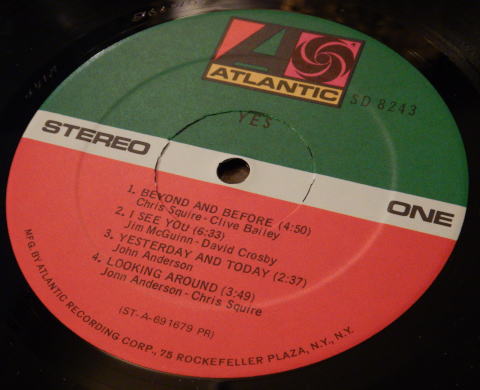 ATLANTIC
SD 8243
YES
STEREO
ONE
1. BEYOND AND BEFORE (4:50)
Chris Squire-Clive Bailey
2. I SEE YOU (6:33)
Jim McGuinn-David Crosby
3. YESTERDAY AND TODAY (2:37)
John Anderson
4. LOOKING AROUND (3:49)
John Anderson-Chris Squire
(ST-A-691679 PR)
MFG. BY ATLANTIC RECORDING CORP., 75 ROCKEFELLER PLAZA, N.Y., N.Y.